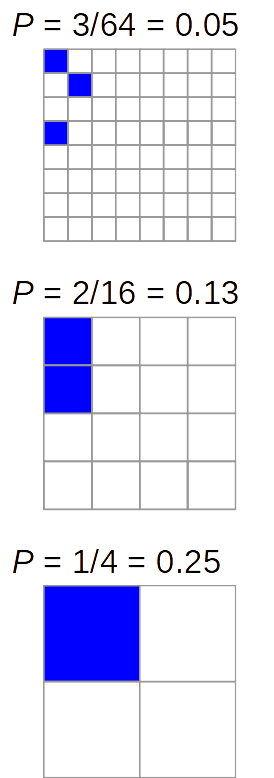 P = 3/64 = 0.05
P = 2/16 = 0.13
P = 1/4 = 0.25